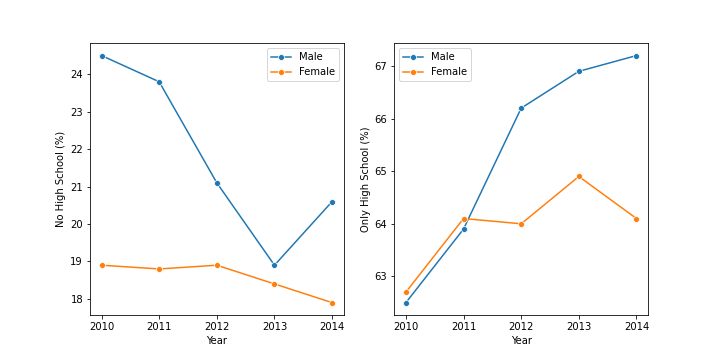 No High School (%)
24
23
22
21
20
19
18
Male
Female
2010 2011 2012 2013 2014
Year
Only High School (%)
67
66
65
64
63
Male
Female
2010 2011 2012 2013 2014
Year